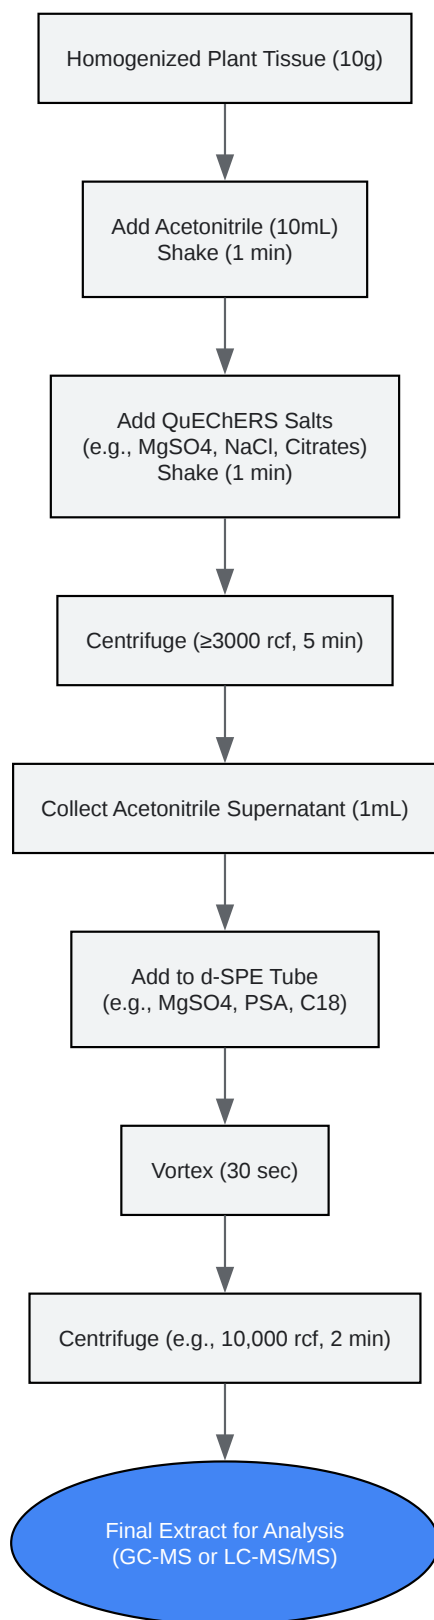 Homogenized Plant Tissue (10g)
Add Acetonitrile (10mL)
Shake (1 min)
Add QuEChERS Salts
(e.g., MgSO4, NaCl, Citrates)
Shake (1 min)
Centrifuge (≥3000 rcf, 5 min)
Collect Acetonitrile Supernatant (1mL)
Add to d-SPE Tube
(e.g., MgSO4, PSA, C18)
Vortex (30 sec)
Centrifuge (e.g., 10,000 rcf, 2 min)
Final Extract for Analysis
(GC-MS or LC-MS/MS)